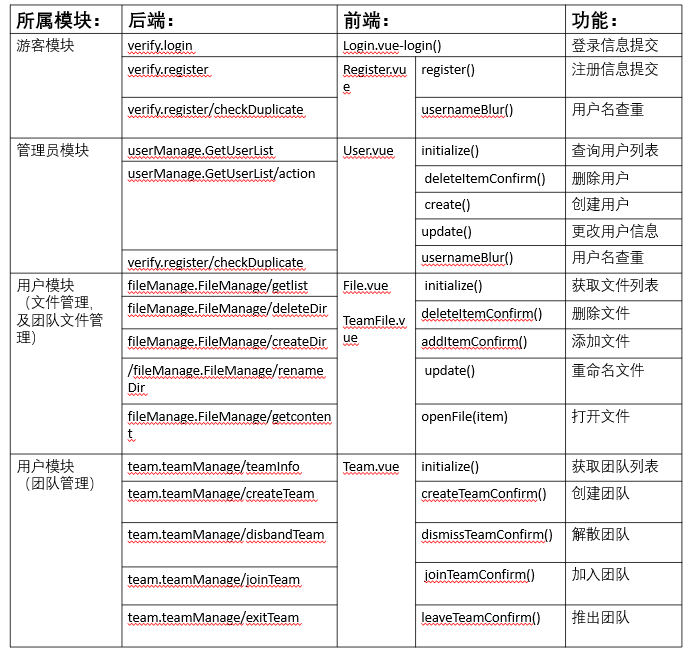 所属模块： 后端： 前端： 功能：
游客模块 verify.login Login.vue-login() 登录信息提交
verify.register Register.vu register() 注册信息提交
e
verify.register/checkDuplicate usernameBlur() 用户名查重
管理员模块 userManage.GetUserList User.vue initialize() 查询用户列表
userManage.GetUserList/action deleteItemConfirm() 删除用户
create() 创建用户
update() 更改用户信息
verify.register/checkDuplicate usernameBlur() 用户名查重
用户模块 fileManage.FileManage/getlist File.vue initialize() 获取文件列表
（文件管理， fileManage.FileManage/deleteDir TeamFile.v deleteItemConfirm() 删除文件
及团队文件管 fileManage.FileManage/createDir ue addItemConfirm() 添加文件
理）
/fileManage.FileManage/rename update() 重命名文件
Dir
fileManage.FileManage/getconten openFile(item) 打开文件
t
用户模块 team.teamManage/teamInfo Team.vue initialize() 获取团队列表
（团队管理） team.teamManage/createTeam createTeamConfirm() 创建团队
team.teamManage/disbandTeam dismissTeamConfirm() 解散团队
team.teamManage/joinTeam joinTeamConfirm() 加入团队
team.teamManage/exitTeam leaveTeamConfirm() 推出团队